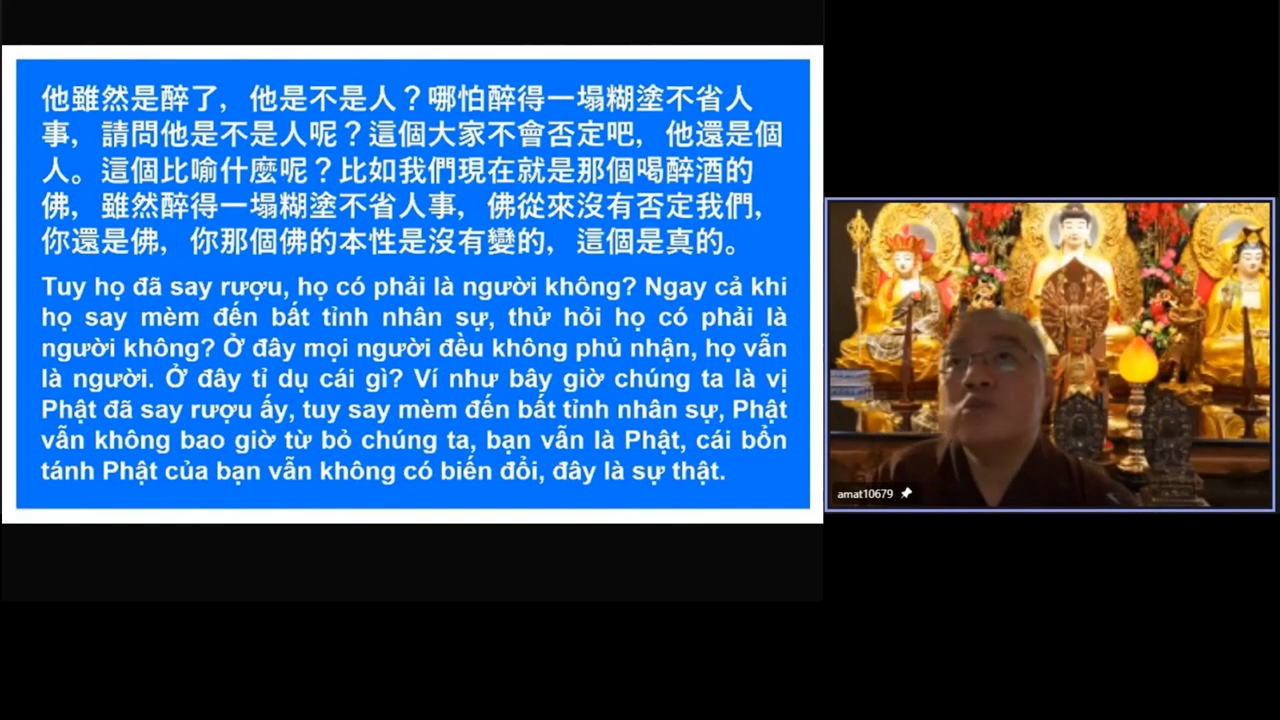 他雖然是醉了，他是不是人？哪怕醉得一塌糊塗不省人
事，請問他是不是人呢？這個大家不會否定吧，他還是個
人。這個比喻什麼呢？比如我們現在就是那個喝醉酒的
佛，雖然醉得一塌糊塗不省人事，佛從來沒有否定我們，
你還是佛，你那個佛的本性是沒有變的，這個是真的。
Tuy họ đã say rượu, họ có phải là người không? Ngay cả khi
họ say mèm đến bất tỉnh nhân sự, thử hỏi họ có phải là
người không? Ở đây mọi người đều không phủ nhận, họ vẫn
là người. Ở đây tỉ dụ cái gì? Ví như bây giờ chúng ta là vị
Phật đã say rượu ấy, tuy say mèm đến bất tỉnh nhân sự, Phật
vẫn không bao giờ từ bỏ chúng ta, bạn vẫn là Phật, cái bổn
tánh Phật của bạn vẫn không có biến đổi, đây là sự thật.
amat10679